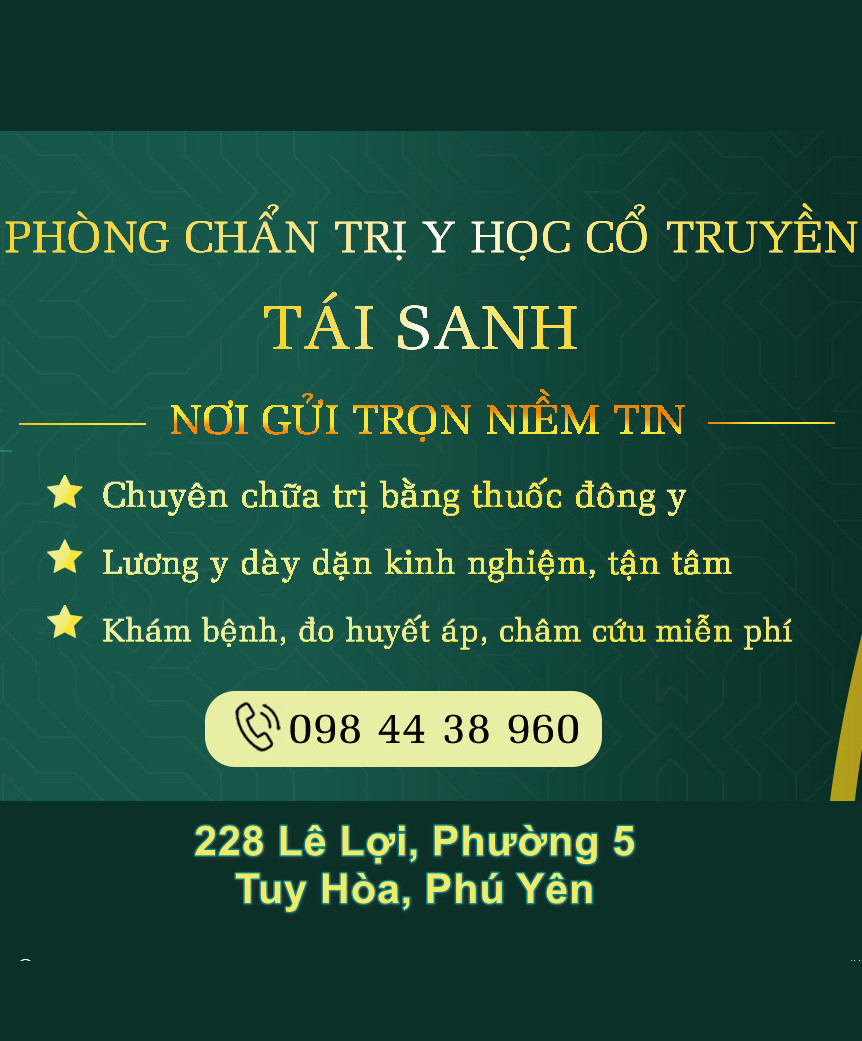 PHÒNG CHẨN TRỊ Y HỌC CỔ TRUYỀN
TÁI SANH
NƠI GỬI TRỌN NIỀM TIN
Chuyên chữa trị bằng thuốc đông y
Lương y dày dặn kinh nghiệm, tận tâm
Khám bệnh, đo huyết áp, châm cứu miễn phí
098 44 38 960
228 Lê Lợi, Phường 5
Tuy Hòa, Phú Yên